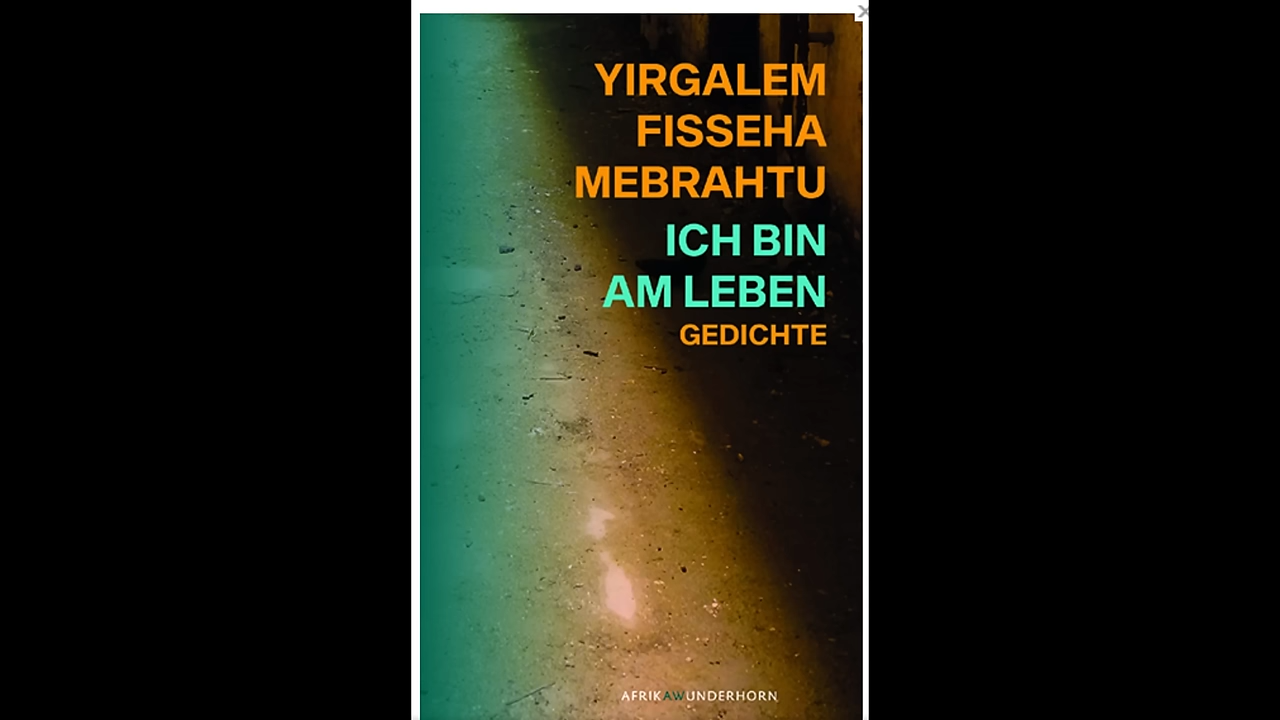 YIRGALEM
FISSEHA
MEBRAHTU
ICH BIN
AM LEBEN
GEDICHTE
AFRIKAWUNDERHORN